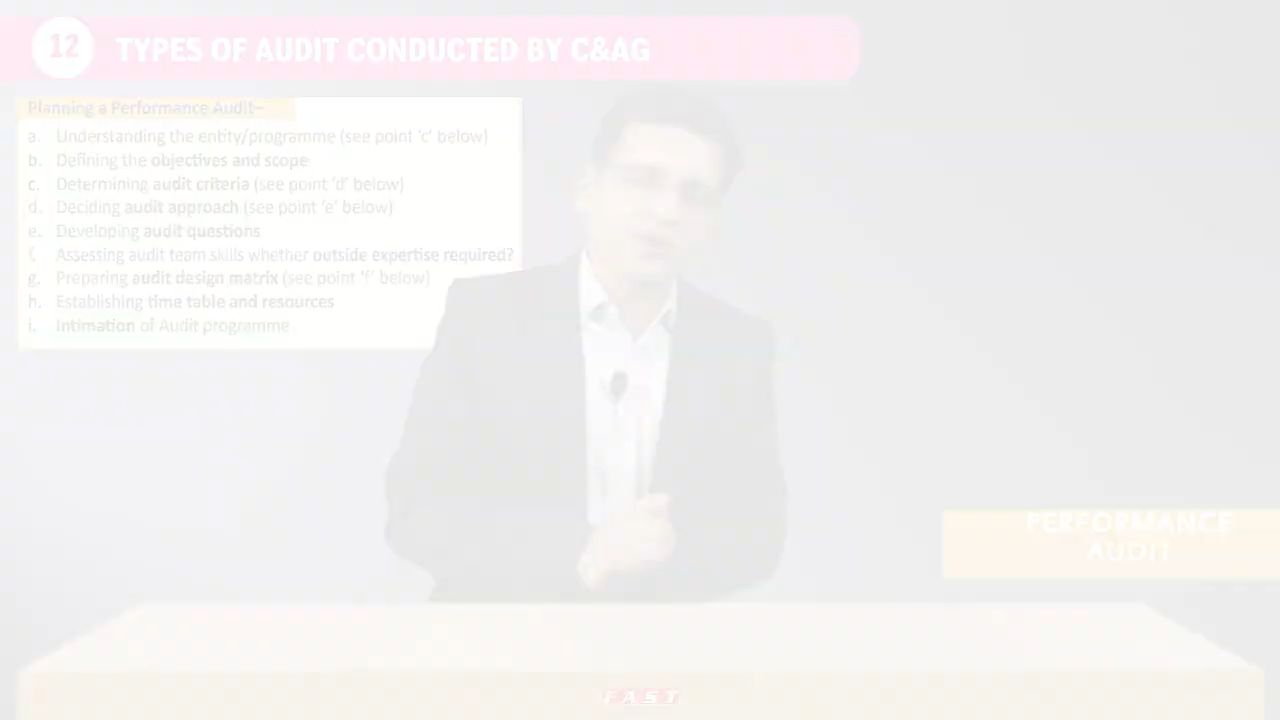 12 TYPES OF AUDIT CONDUCTED BY C&AG
Planning a Performance Audit–
a. Understanding the entity/programme (see point 'c' below)
b. Defining the objectives and scope
c. Determining audit criteria (see point 'd' below)
d. Deciding audit approach (see point 'e' below)
e. Developing audit questions
f. Assessing audit team skills whether outside expertise required?
g. Preparing audit design matrix (see point 'f' below)
h. Establishing time table and resources
i. Intimation of Audit programme
PERFORMANCE
AUDIT
FAST